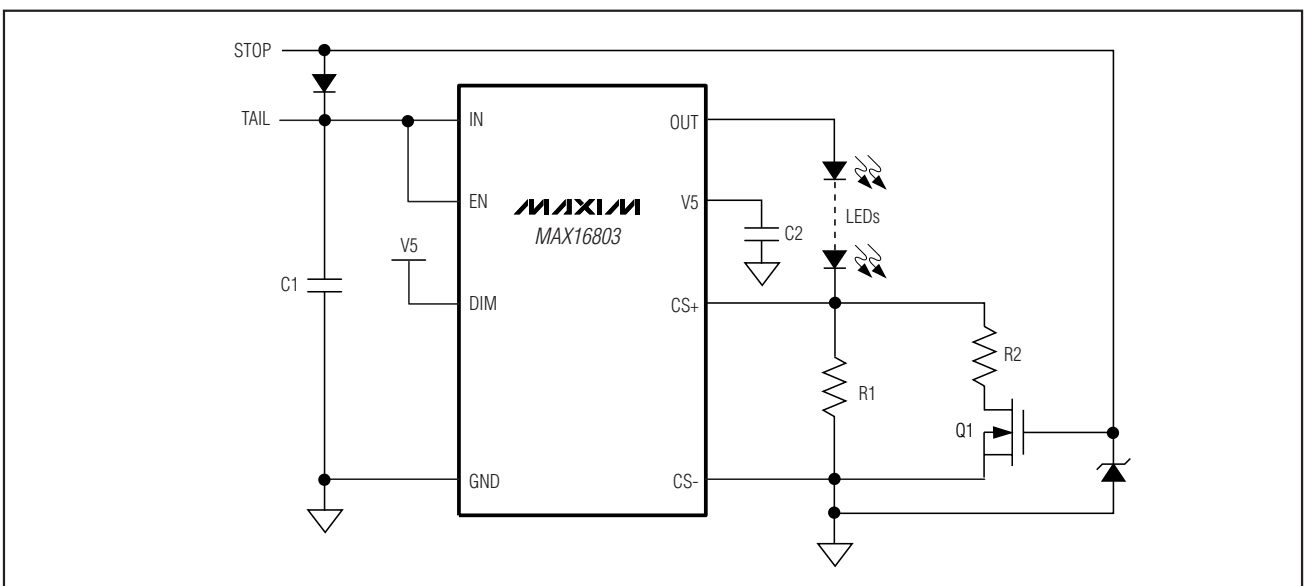 STOP
TAIL
IN
OUT
EN
V5
MAXIM
MAX16803
LEDs
C2
V5
C1
DIM
CS+
R2
R1
Q1
GND
CS-